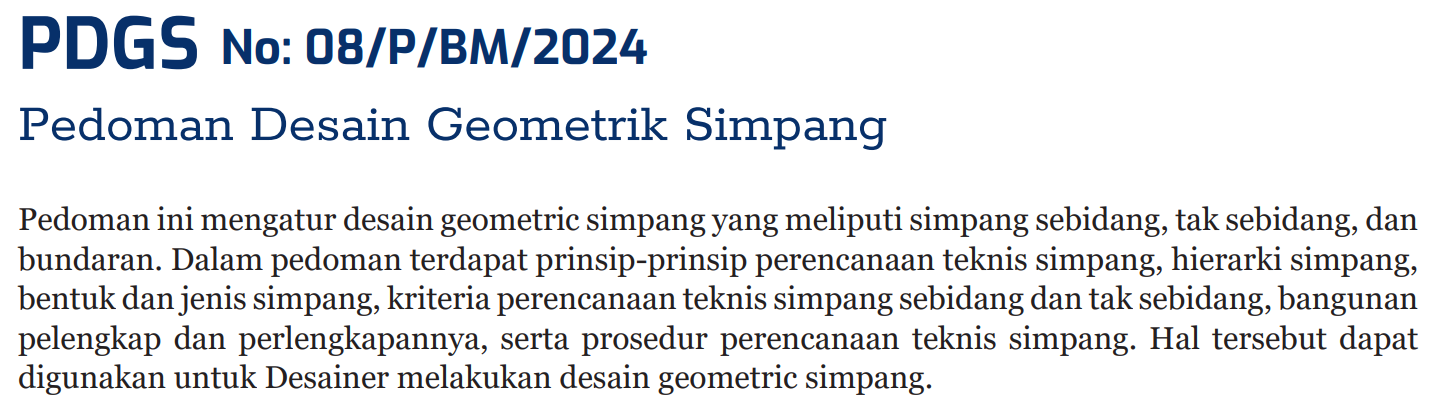 PDGS No: 08/P/BM/2024
Pedoman Desain Geometrik Simpang
Pedoman ini mengatur desain geometric simpang yang meliputi simpang sebidang, tak sebidang, dan
bundaran. Dalam pedoman terdapat prinsip-prinsip perencanaan teknis simpang, hierarki simpang,
bentuk dan jenis simpang, kriteria perencanaan teknis simpang sebidang dan tak sebidang, bangunan
pelengkap dan perlengkapannya, serta prosedur perencanaan teknis simpang. Hal tersebut dapat
digunakan untuk Desainer melakukan desain geometric simpang.